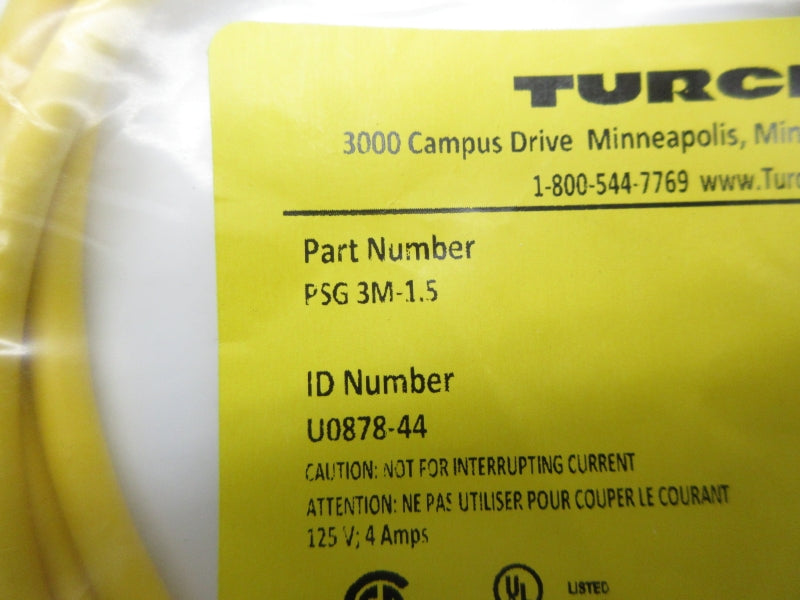 TURC
3000 Campus Drive Minneapolis, Min
1-800-544-7769 www.Turc
Part Number
PSG 3M-1.5
ID Number
U0878-44
CAUTION: NOT FOR INTERRUPTING CURRENT
ATTENTION: NE PAS UTILISER POUR COUPER LE COURANT
125 V; 4 Amps
UL LISTED